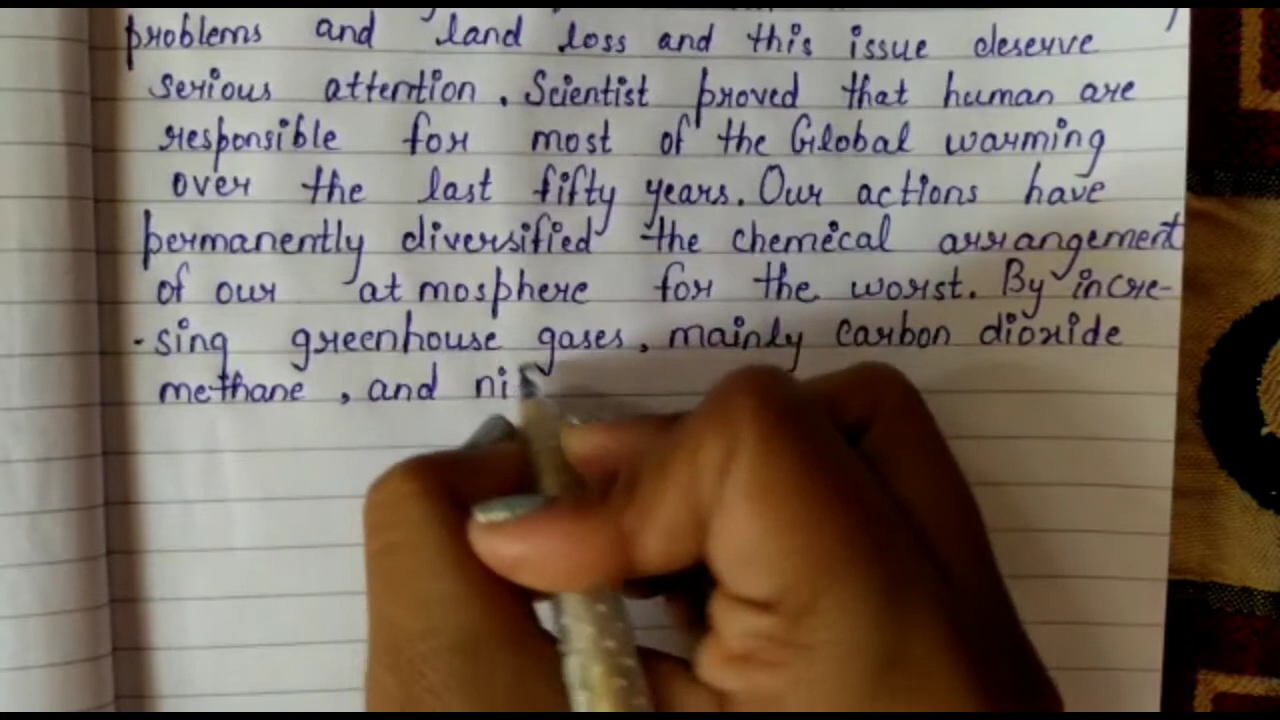 problems and land loss and this issue deserve
serious attention. Scientist proved that human are
responsible for most of the Global warming
over the last fifty years. Our actions have
permanently diversified the chemical arrangement
of our atmosphere for the worst. By incre-
-sing greenhouse gases, mainly carbon dioxide
methane, and ni